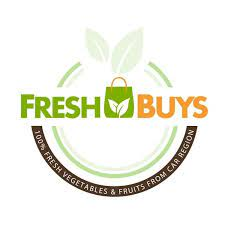 FRESH BUYS
100% FRESH VEGETABLES & FRUITS FROM CAR REGION